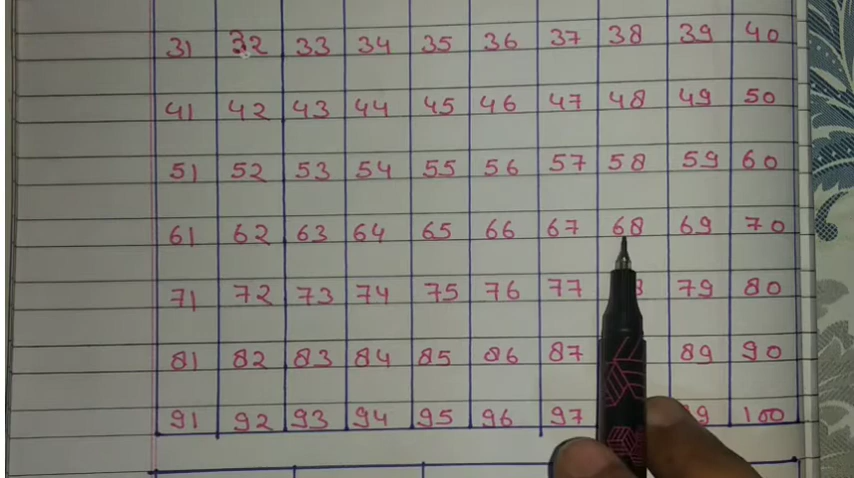 31 32 33 34 35 36 37 38 39 40
41 42 43 44 45 46 47 48 49 50
51 52 53 54 55 56 57 58 59 60
61 62 63 64 65 66 67 68 69 70
71 72 73 74 75 76 77 79 80
81 82 83 84 85 86 87 89 90
91 92 93 94 95 96 97 100